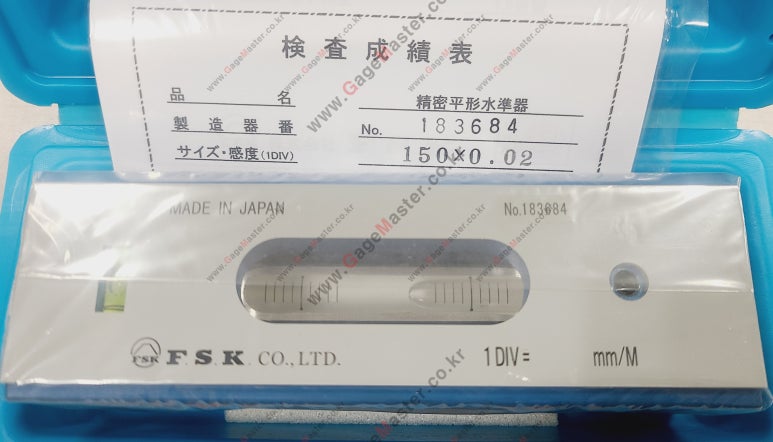 検査成績表
品名 精密平形水準器
製造器番 No. 183684
サイズ・感度(1DIV) 150×0.02
MADE IN JAPAN No.183684
FSK F.S.K. CO., LTD. 1 DIV = mm/M
www.GageMaster.co.kr